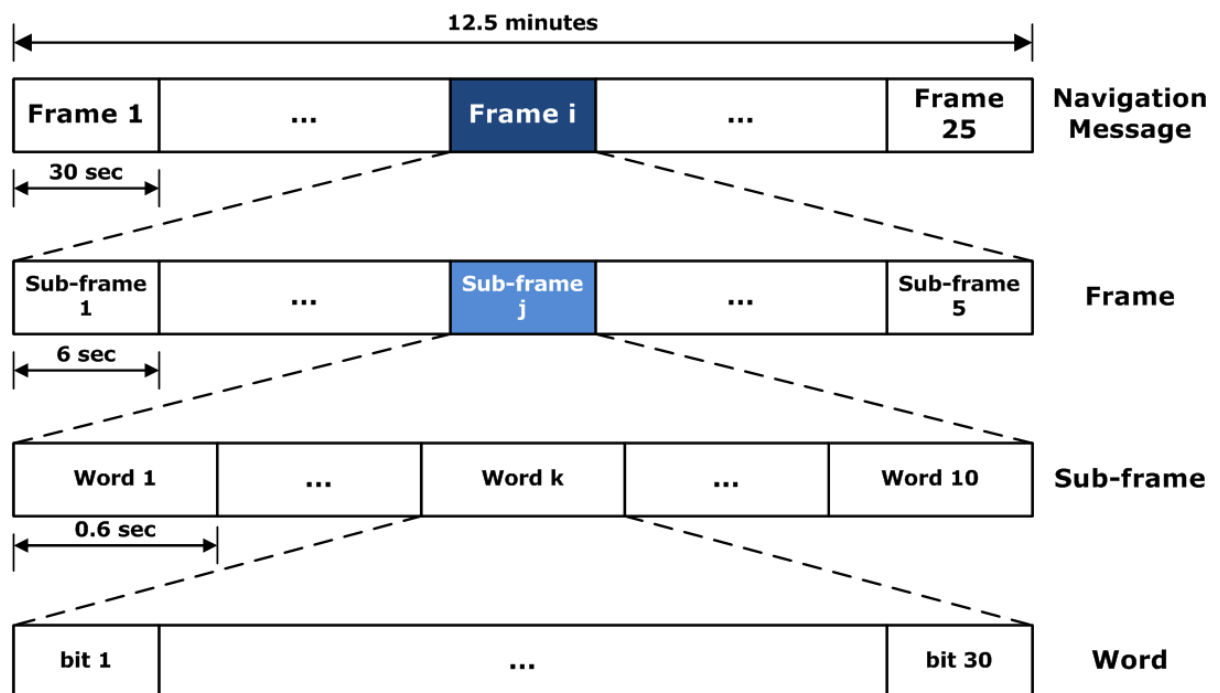 12.5 minutes
Frame 1
...
Frame i
...
Frame
25
Navigation
Message
30 sec
Sub-frame
1
...
Sub-frame
j
...
Sub-frame
5
Frame
6 sec
Word 1
...
Word k
...
Word 10
Sub-frame
0.6 sec
bit 1
...
bit 30
Word